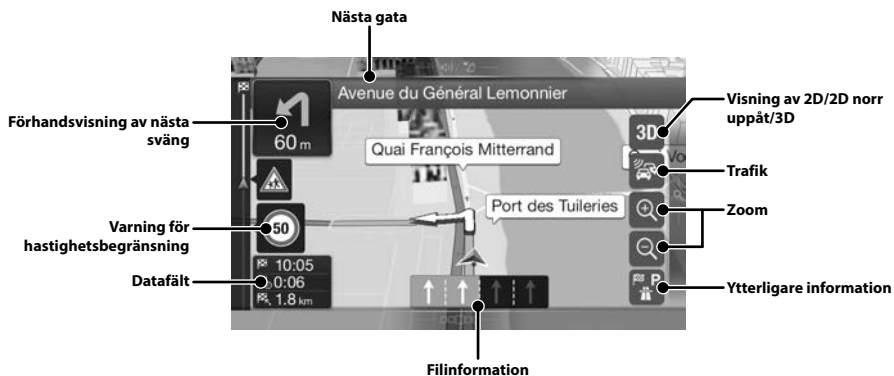 Nästa gata
Avenue du Général Lemonnier
Förhandsvisning av nästa
sväng
60 m
Visning av 2D/2D norr
uppåt/3D
3D
Quai François Mitterrand
Trafik
Port des Tuileries
Zoom
Varning för
hastighetsbegränsning
50
Datafält
10:05
0:06
1.8 km
P
Ytterligare information
Filinformation